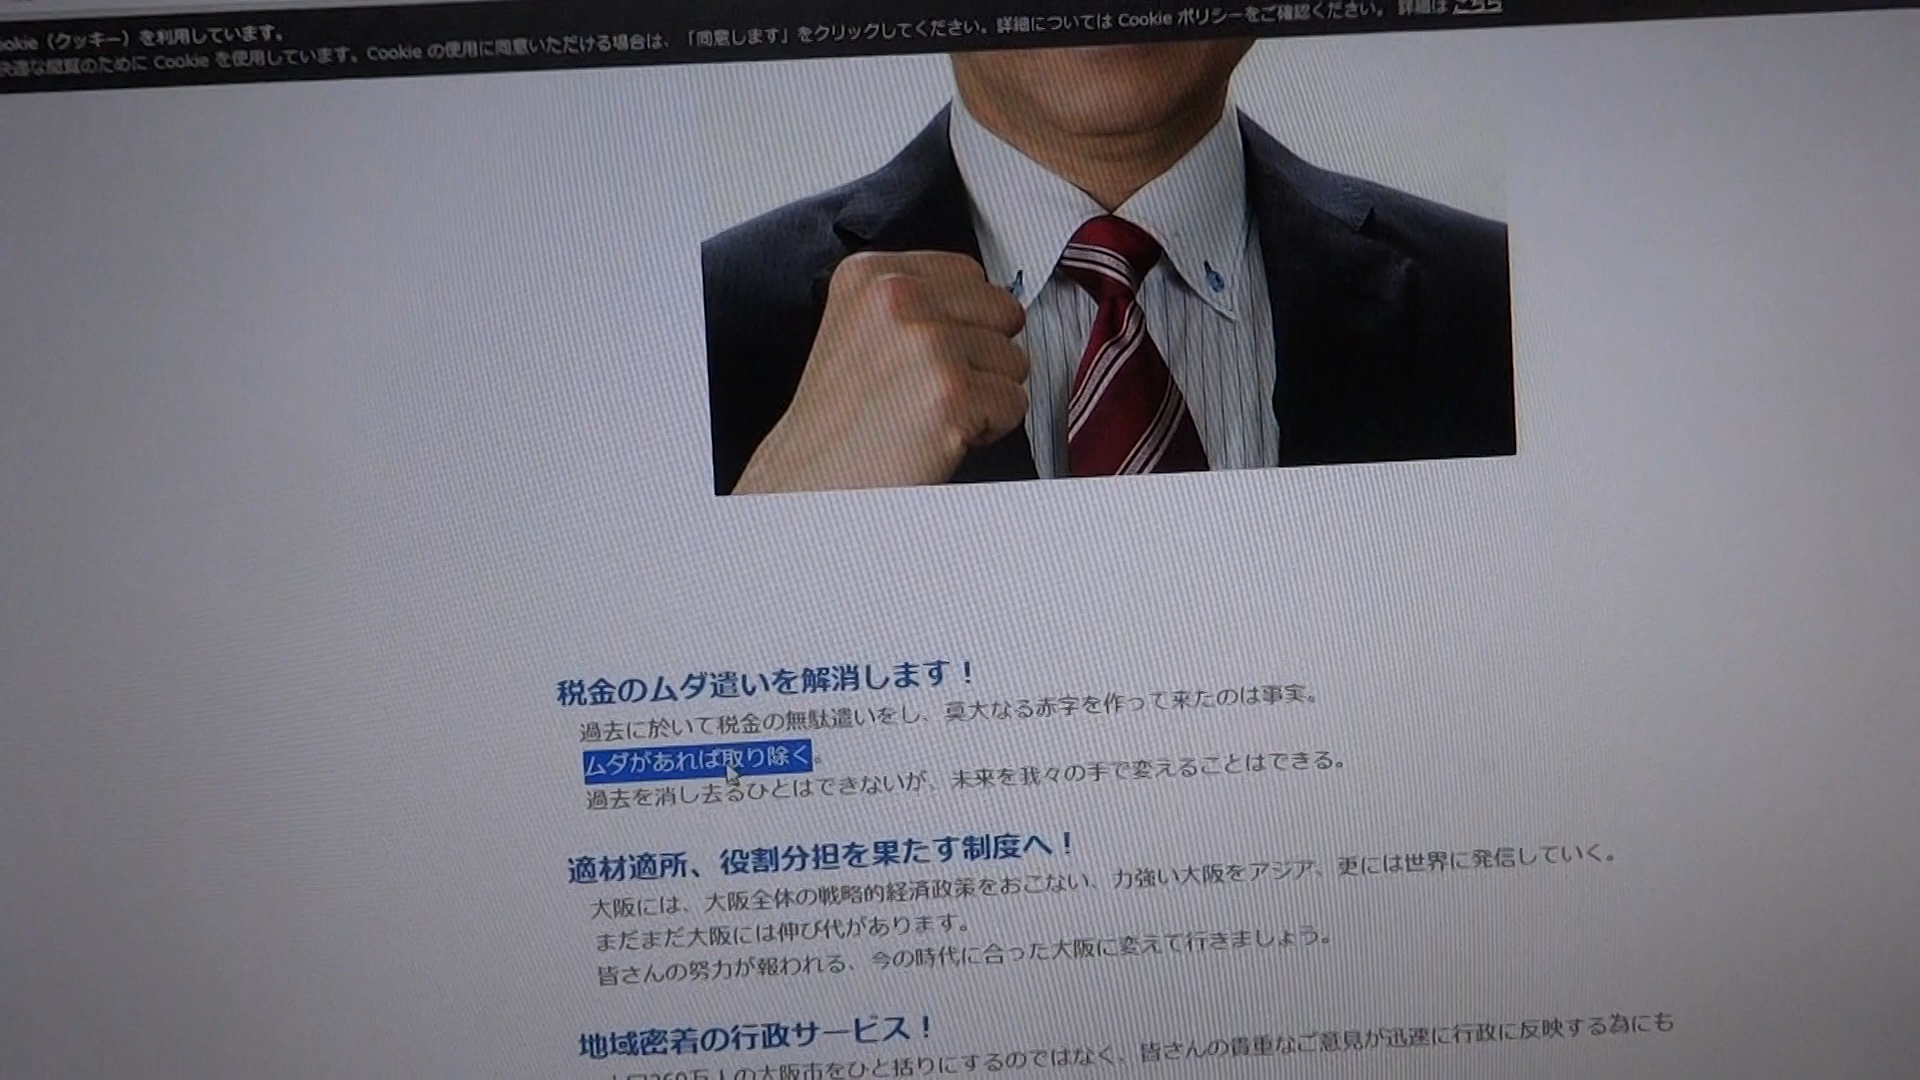 ookie（クッキー）を利用しています。
快適な閲覧のために Cookie を使用しています。Cookie の使用に同意いただける場合は、「同意します」をクリックしてください。詳細については Cookie ポリシーをご確認ください。 詳細は こちら
税金のムダ遣いを解消します！
過去に於いて税金の無駄遣いをし、莫大なる赤字を作って来たのは事実。
ムダがあれば取り除く。
過去を消し去るひとはできないが、未来を我々の手で変えることはできる。
適材適所、役割分担を果たす制度へ！
大阪には、大阪全体の戦略的経済政策をおこない、力強い大阪をアジア、更には世界に発信していく。
まだまだ大阪には伸び代があります。
皆さんの努力が報われる、今の時代に合った大阪に変えて行きましょう。
地域密着の行政サービス！
人口260万人の大阪市をひと括りにするのではなく、皆さんの貴重なご意見が迅速に行政に反映する為にも